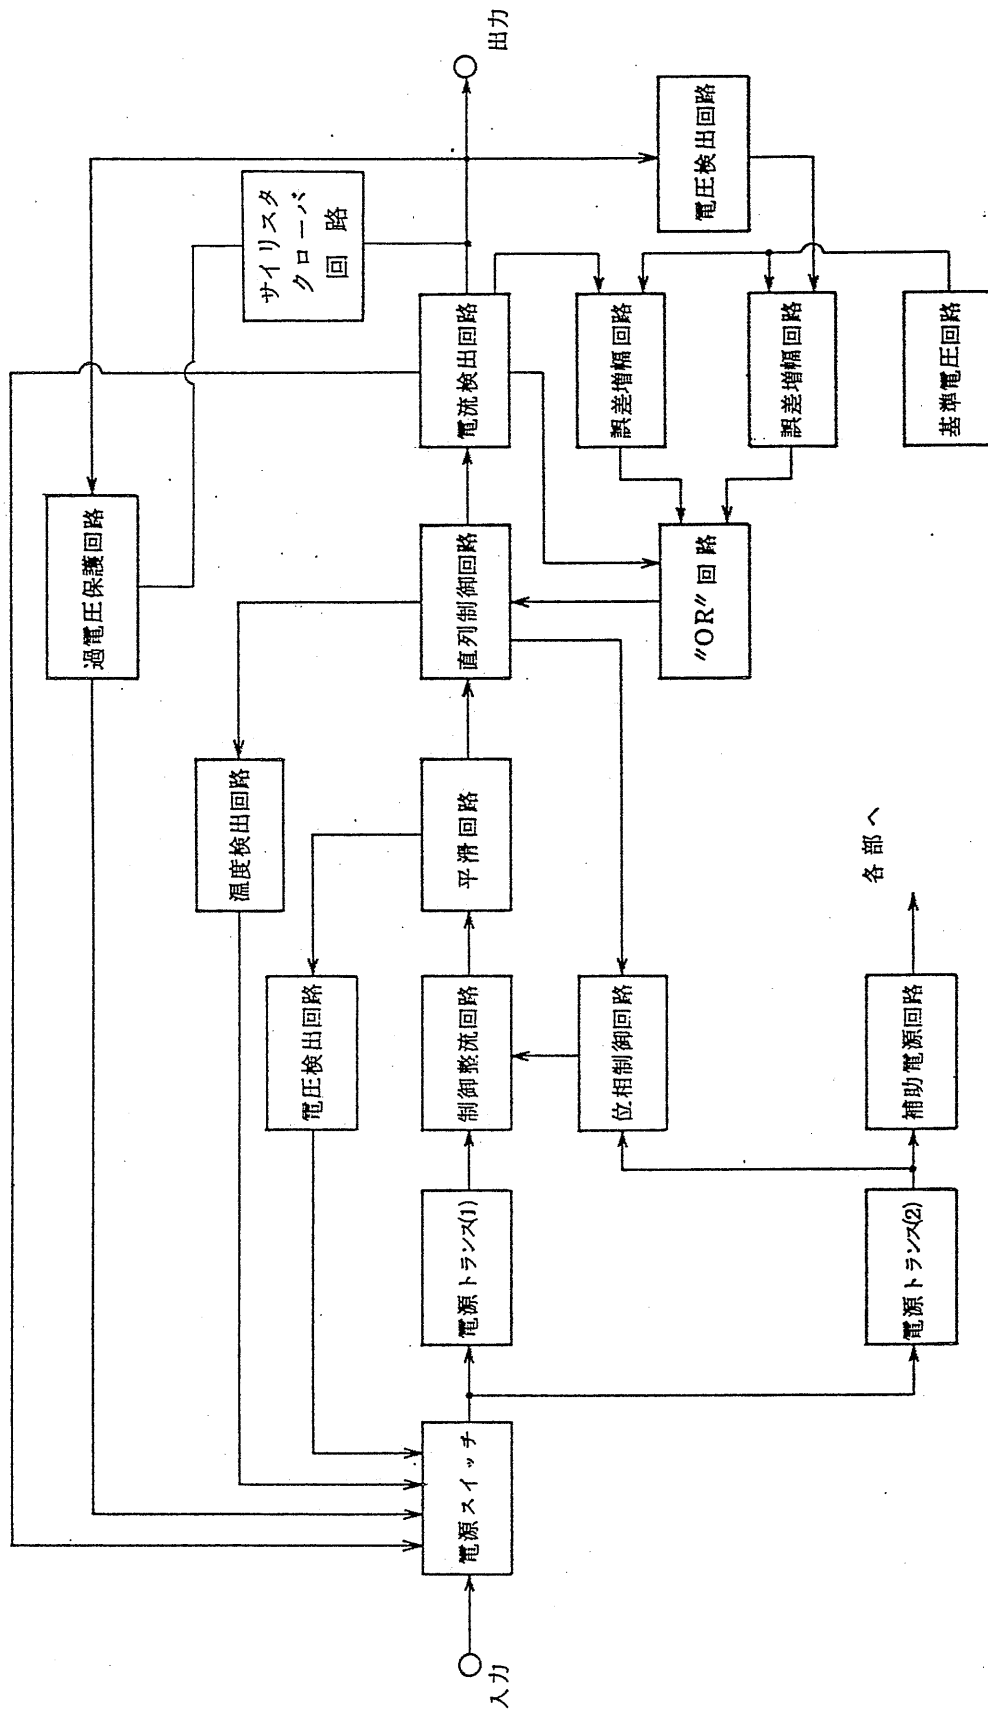 入力
電源スイッチ
電源トランス(1)
制御整流回路
平滑回路
直列制御回路
電流検出回路
出力
過電圧保護回路
サイリスタ
クローバ
回路
温度検出回路
電圧検出回路
位相制御回路
"OR"回路
誤差増幅回路
誤差増幅回路
電圧検出回路
基準電圧回路
電源トランス(2)
補助電源回路
各部へ